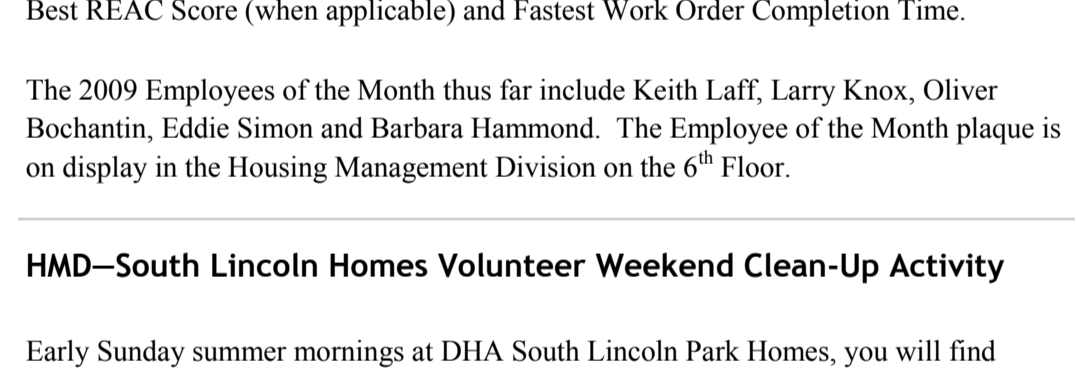 Best REAC Score (when applicable) and Fastest Work Order Completion Time.
The 2009 Employees of the Month thus far include Keith Laff, Larry Knox, Oliver
Bochantin, Eddie Simon and Barbara Hammond.  The Employee of the Month plaque is
on display in the Housing Management Division on the 6th Floor.
HMD—South Lincoln Homes Volunteer Weekend Clean-Up Activity
Early Sunday summer mornings at DHA South Lincoln Park Homes, you will find